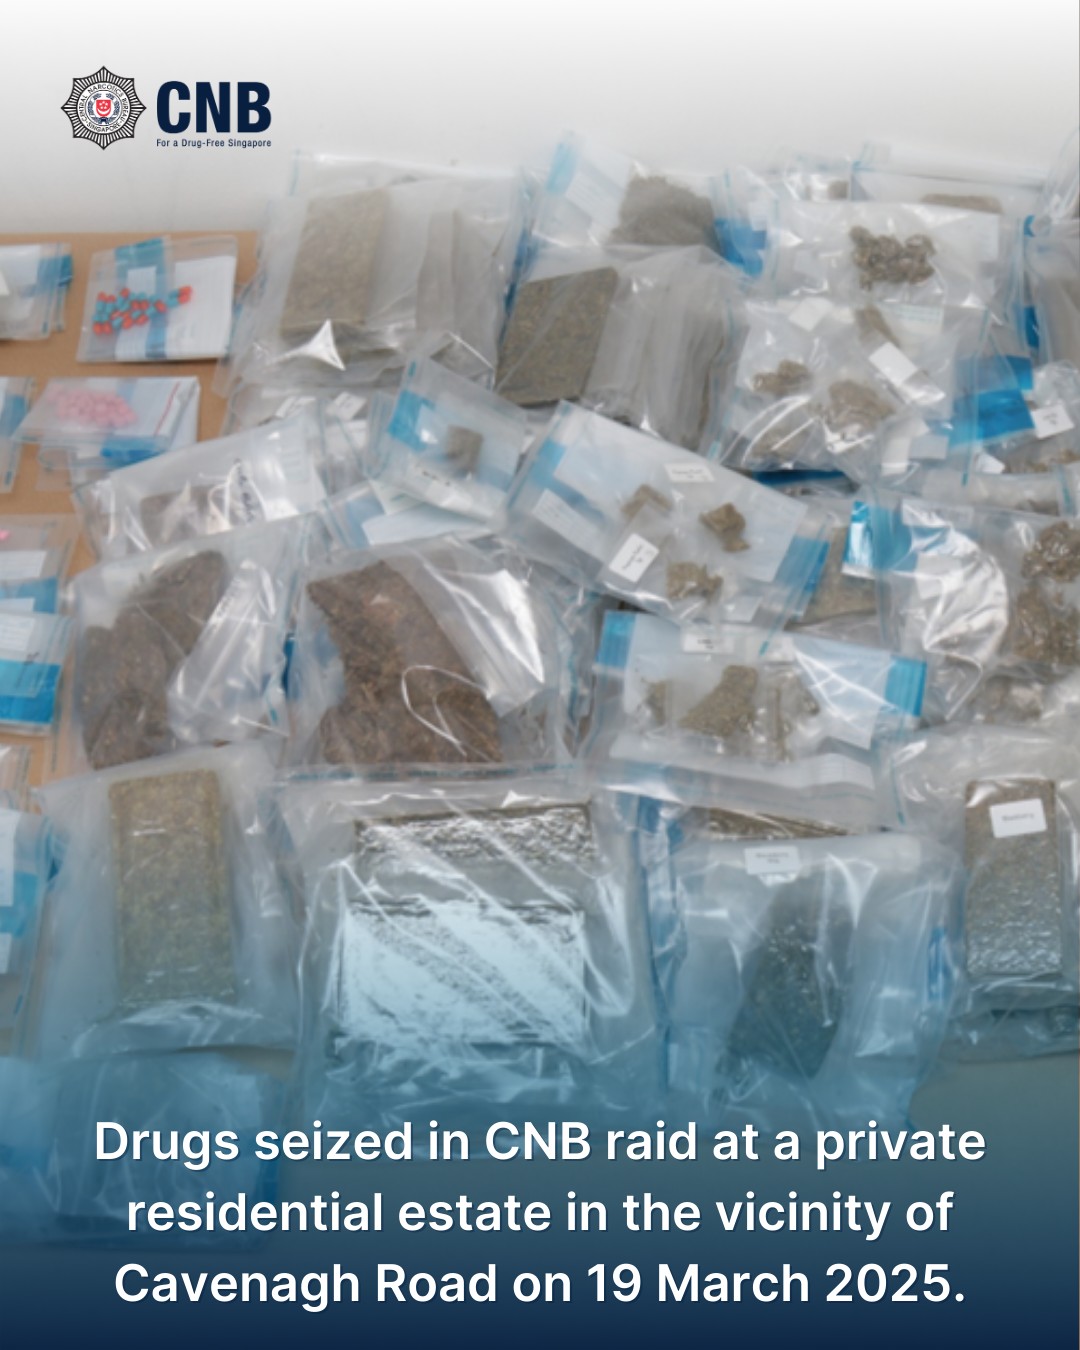 CENTRAL NARCOTICS BUREAU
SINGAPORE
CNB
For a Drug-Free Singapore
Drugs seized in CNB raid at a private
residential estate in the vicinity of
Cavenagh Road on 19 March 2025.